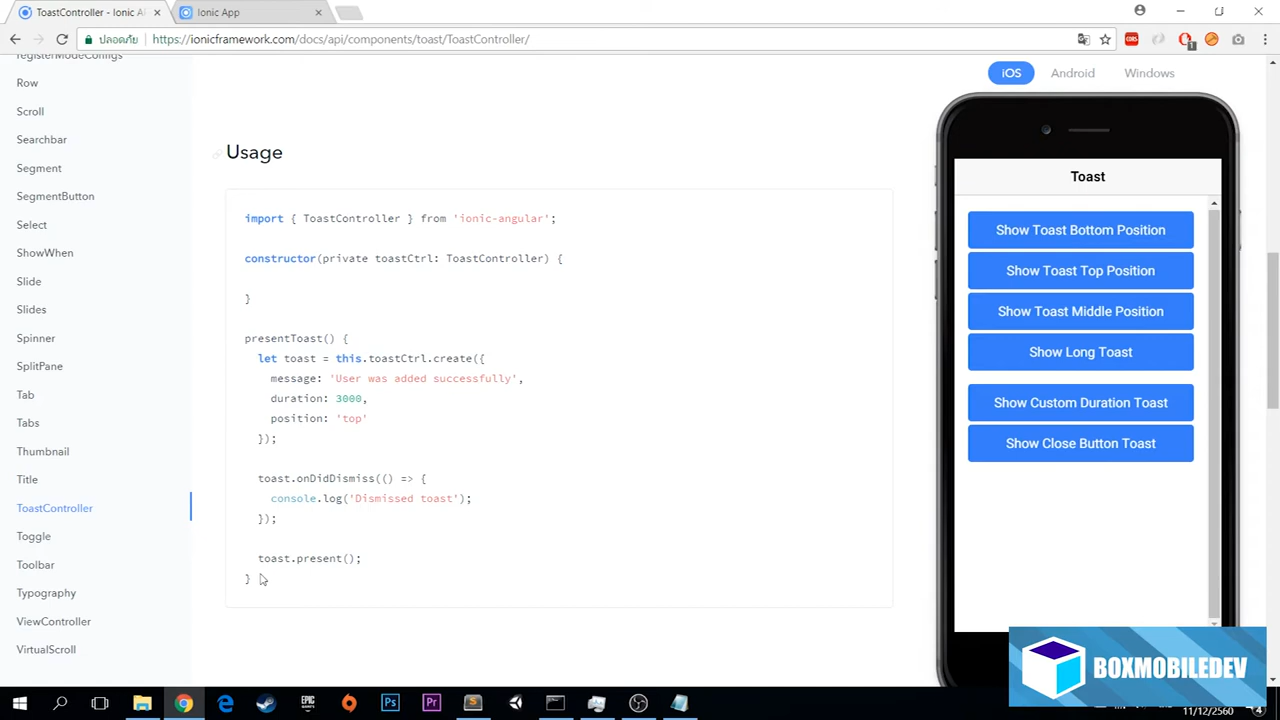 ToastController - Ionic A
Ionic App
ปลอดภัย
https://ionicframework.com/docs/api/components/toast/ToastController/
registerModeConfigs
Row
Scroll
Searchbar
Segment
SegmentButton
Select
ShowWhen
Slide
Slides
Spinner
SplitPane
Tab
Tabs
Thumbnail
Title
ToastController
Toggle
Toolbar
Typography
ViewController
VirtualScroll
Usage
import { ToastController } from 'ionic-angular';
constructor(private toastCtrl: ToastController) {
}
presentToast() {
let toast = this.toastCtrl.create({
message: 'User was added successfully',
duration: 3000,
position: 'top'
});
toast.onDidDismiss(() => {
console.log('Dismissed toast');
});
toast.present();
}
iOS
Android
Windows
Toast
Show Toast Bottom Position
Show Toast Top Position
Show Toast Middle Position
Show Long Toast
Show Custom Duration Toast
Show Close Button Toast
BOXMOBILEDEV
EPIC
Ps
Pr
11/12/2560
4